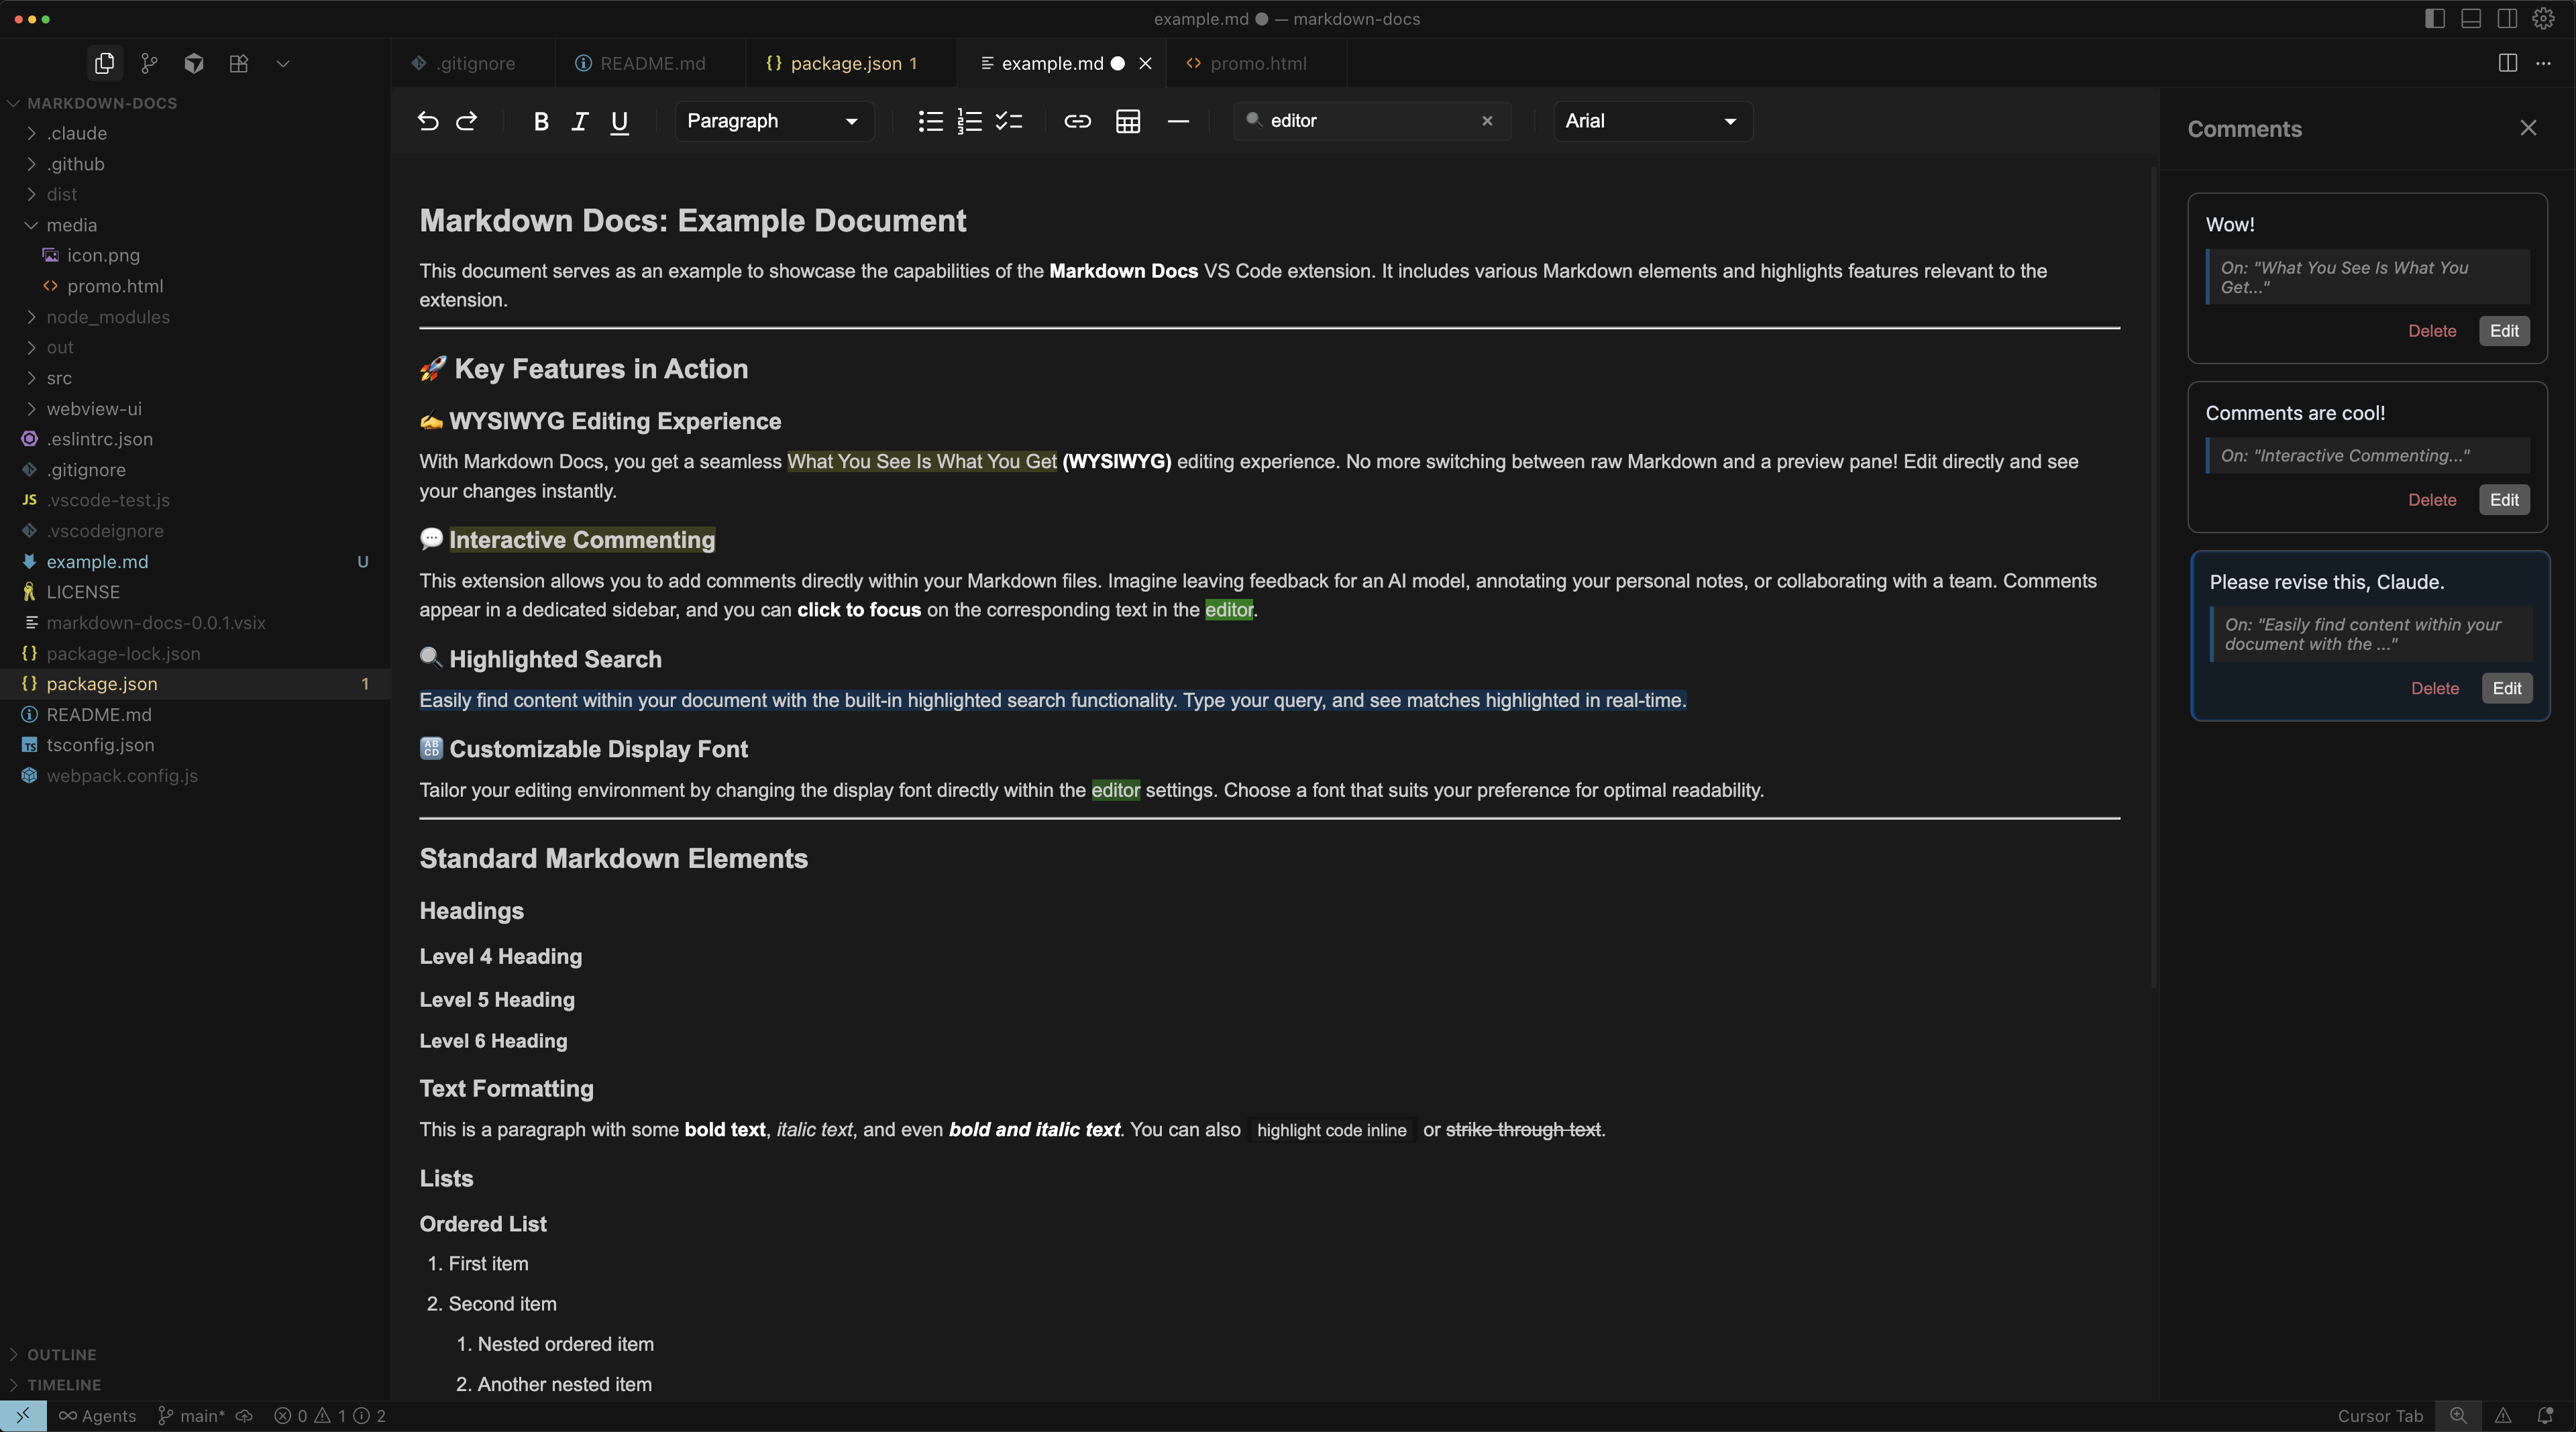 example.md ● — markdown-docs
.gitignore
README.md
package.json 1
example.md
promo.html
MARKDOWN-DOCS
.claude
.github
dist
media
icon.png
promo.html
node_modules
out
src
webview-ui
.eslintrc.json
.gitignore
JS .vscode-test.js
.vscodeignore
example.md U
LICENSE
markdown-docs-0.0.1.vsix
{} package-lock.json
{} package.json 1
README.md
TS tsconfig.json
webpack.config.js
OUTLINE
TIMELINE
B I U Paragraph editor Arial
Markdown Docs: Example Document
This document serves as an example to showcase the capabilities of the Markdown Docs VS Code extension. It includes various Markdown elements and highlights features relevant to the
extension.
🚀 Key Features in Action
✍️ WYSIWYG Editing Experience
With Markdown Docs, you get a seamless What You See Is What You Get (WYSIWYG) editing experience. No more switching between raw Markdown and a preview pane! Edit directly and see
your changes instantly.
💬 Interactive Commenting
This extension allows you to add comments directly within your Markdown files. Imagine leaving feedback for an AI model, annotating your personal notes, or collaborating with a team. Comments
appear in a dedicated sidebar, and you can click to focus on the corresponding text in the editor.
🔍 Highlighted Search
Easily find content within your document with the built-in highlighted search functionality. Type your query, and see matches highlighted in real-time.
🔠 Customizable Display Font
Tailor your editing environment by changing the display font directly within the editor settings. Choose a font that suits your preference for optimal readability.
Standard Markdown Elements
Headings
Level 4 Heading
Level 5 Heading
Level 6 Heading
Text Formatting
This is a paragraph with some bold text, italic text, and even bold and italic text. You can also highlight code inline or strike through text.
Lists
Ordered List
1. First item
2. Second item
1. Nested ordered item
2. Another nested item
Comments
Wow!
On: "What You See Is What You
Get..."
Delete Edit
Comments are cool!
On: "Interactive Commenting..."
Delete Edit
Please revise this, Claude.
On: "Easily find content within your
document with the ..."
Delete Edit
Agents main* 0 1 2
Cursor Tab